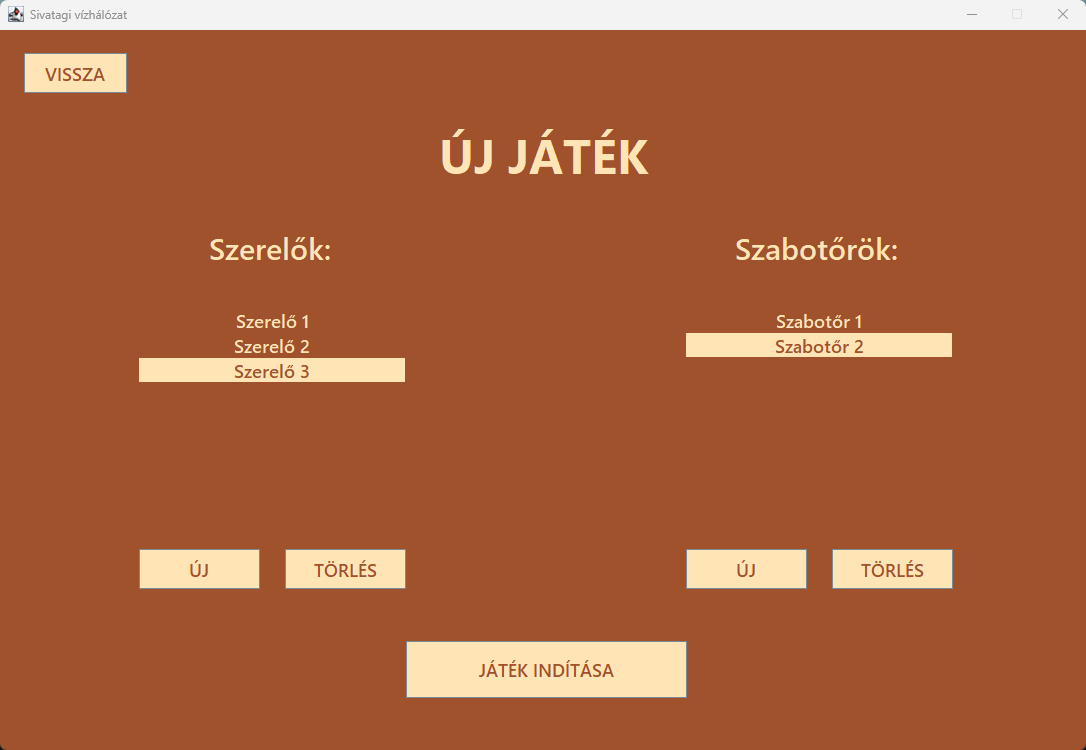 Sivatagi vízhálózat
VISSZA
ÚJ JÁTÉK
Szerelők:
Szerelő 1
Szerelő 2
Szerelő 3
ÚJ
TÖRLÉS
Szabotőrök:
Szabotőr 1
Szabotőr 2
ÚJ
TÖRLÉS
JÁTÉK INDÍTÁSA